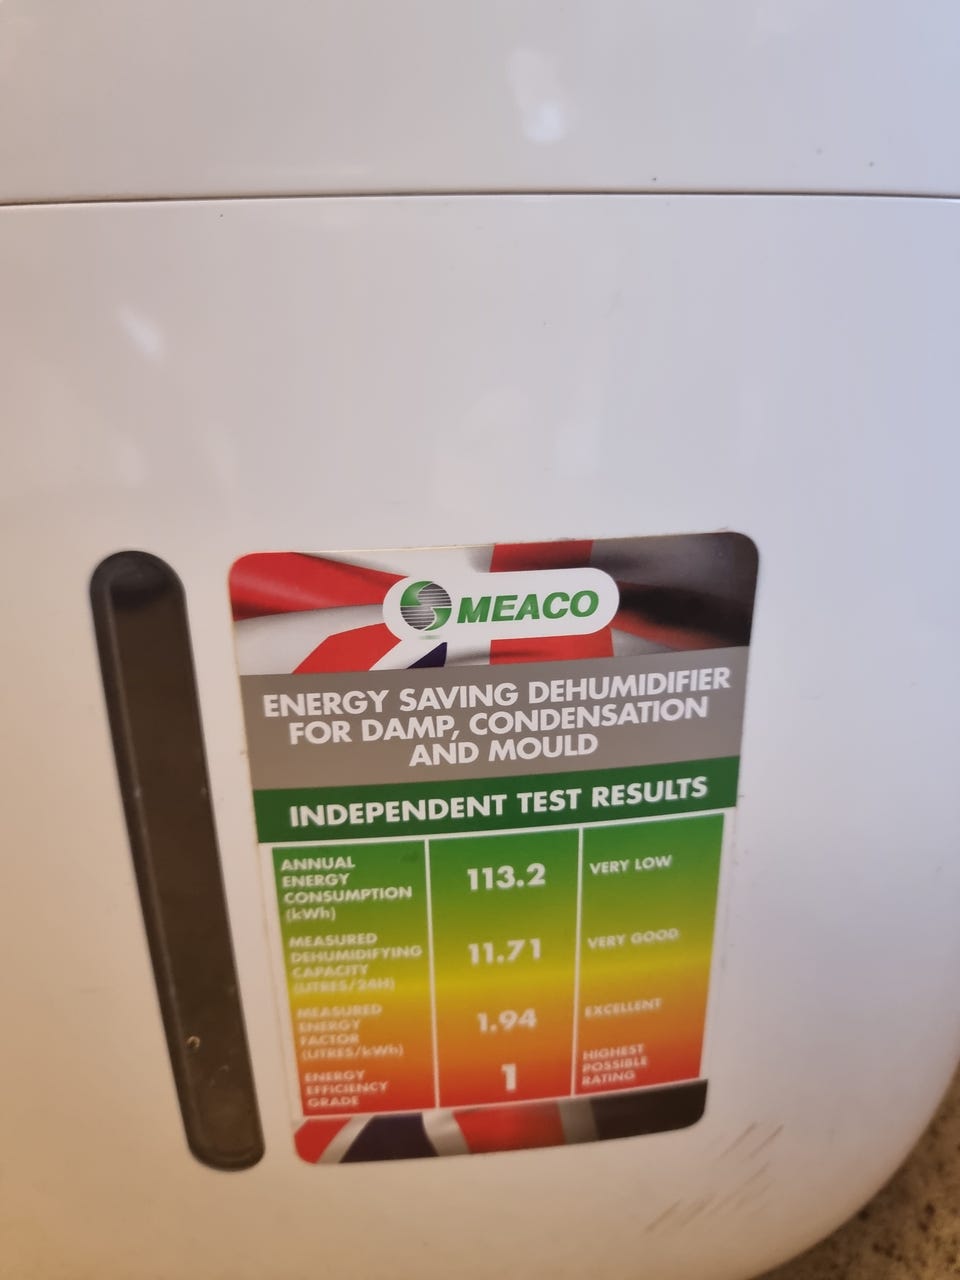 MEACO
ENERGY SAVING DEHUMIDIFIER
FOR DAMP, CONDENSATION
AND MOULD
INDEPENDENT TEST RESULTS
ANNUAL
ENERGY
CONSUMPTION
(kWh)
113.2
VERY LOW
MEASURED
DEHUMIDIFYING
CAPACITY
(LITRES/24H)
11.71
VERY GOOD
MEASURED
ENERGY
FACTOR
(LITRES/kWh)
1.94
EXCELLENT
ENERGY
EFFICIENCY
GRADE
1
HIGHEST
POSSIBLE
RATING